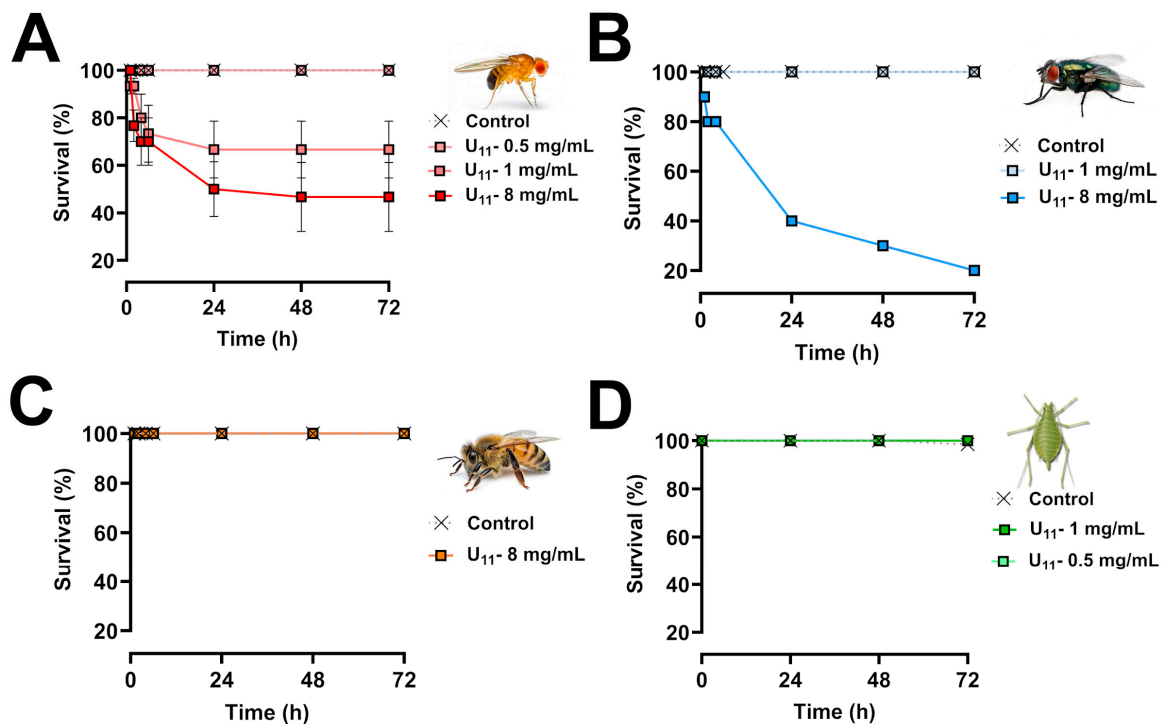 A
Survival (%)
100
80
60
40
20
0 24 48 72
Time (h)
Control
U₁₁- 0.5 mg/mL
U₁₁- 1 mg/mL
U₁₁- 8 mg/mL
B
Survival (%)
100
80
60
40
20
0 24 48 72
Time (h)
Control
U₁₁- 1 mg/mL
U₁₁- 8 mg/mL
C
Survival (%)
100
80
60
40
20
0 24 48 72
Time (h)
Control
U₁₁- 8 mg/mL
D
Survival (%)
100
80
60
40
20
0 24 48 72
Time (h)
Control
U₁₁- 1 mg/mL
U₁₁- 0.5 mg/mL